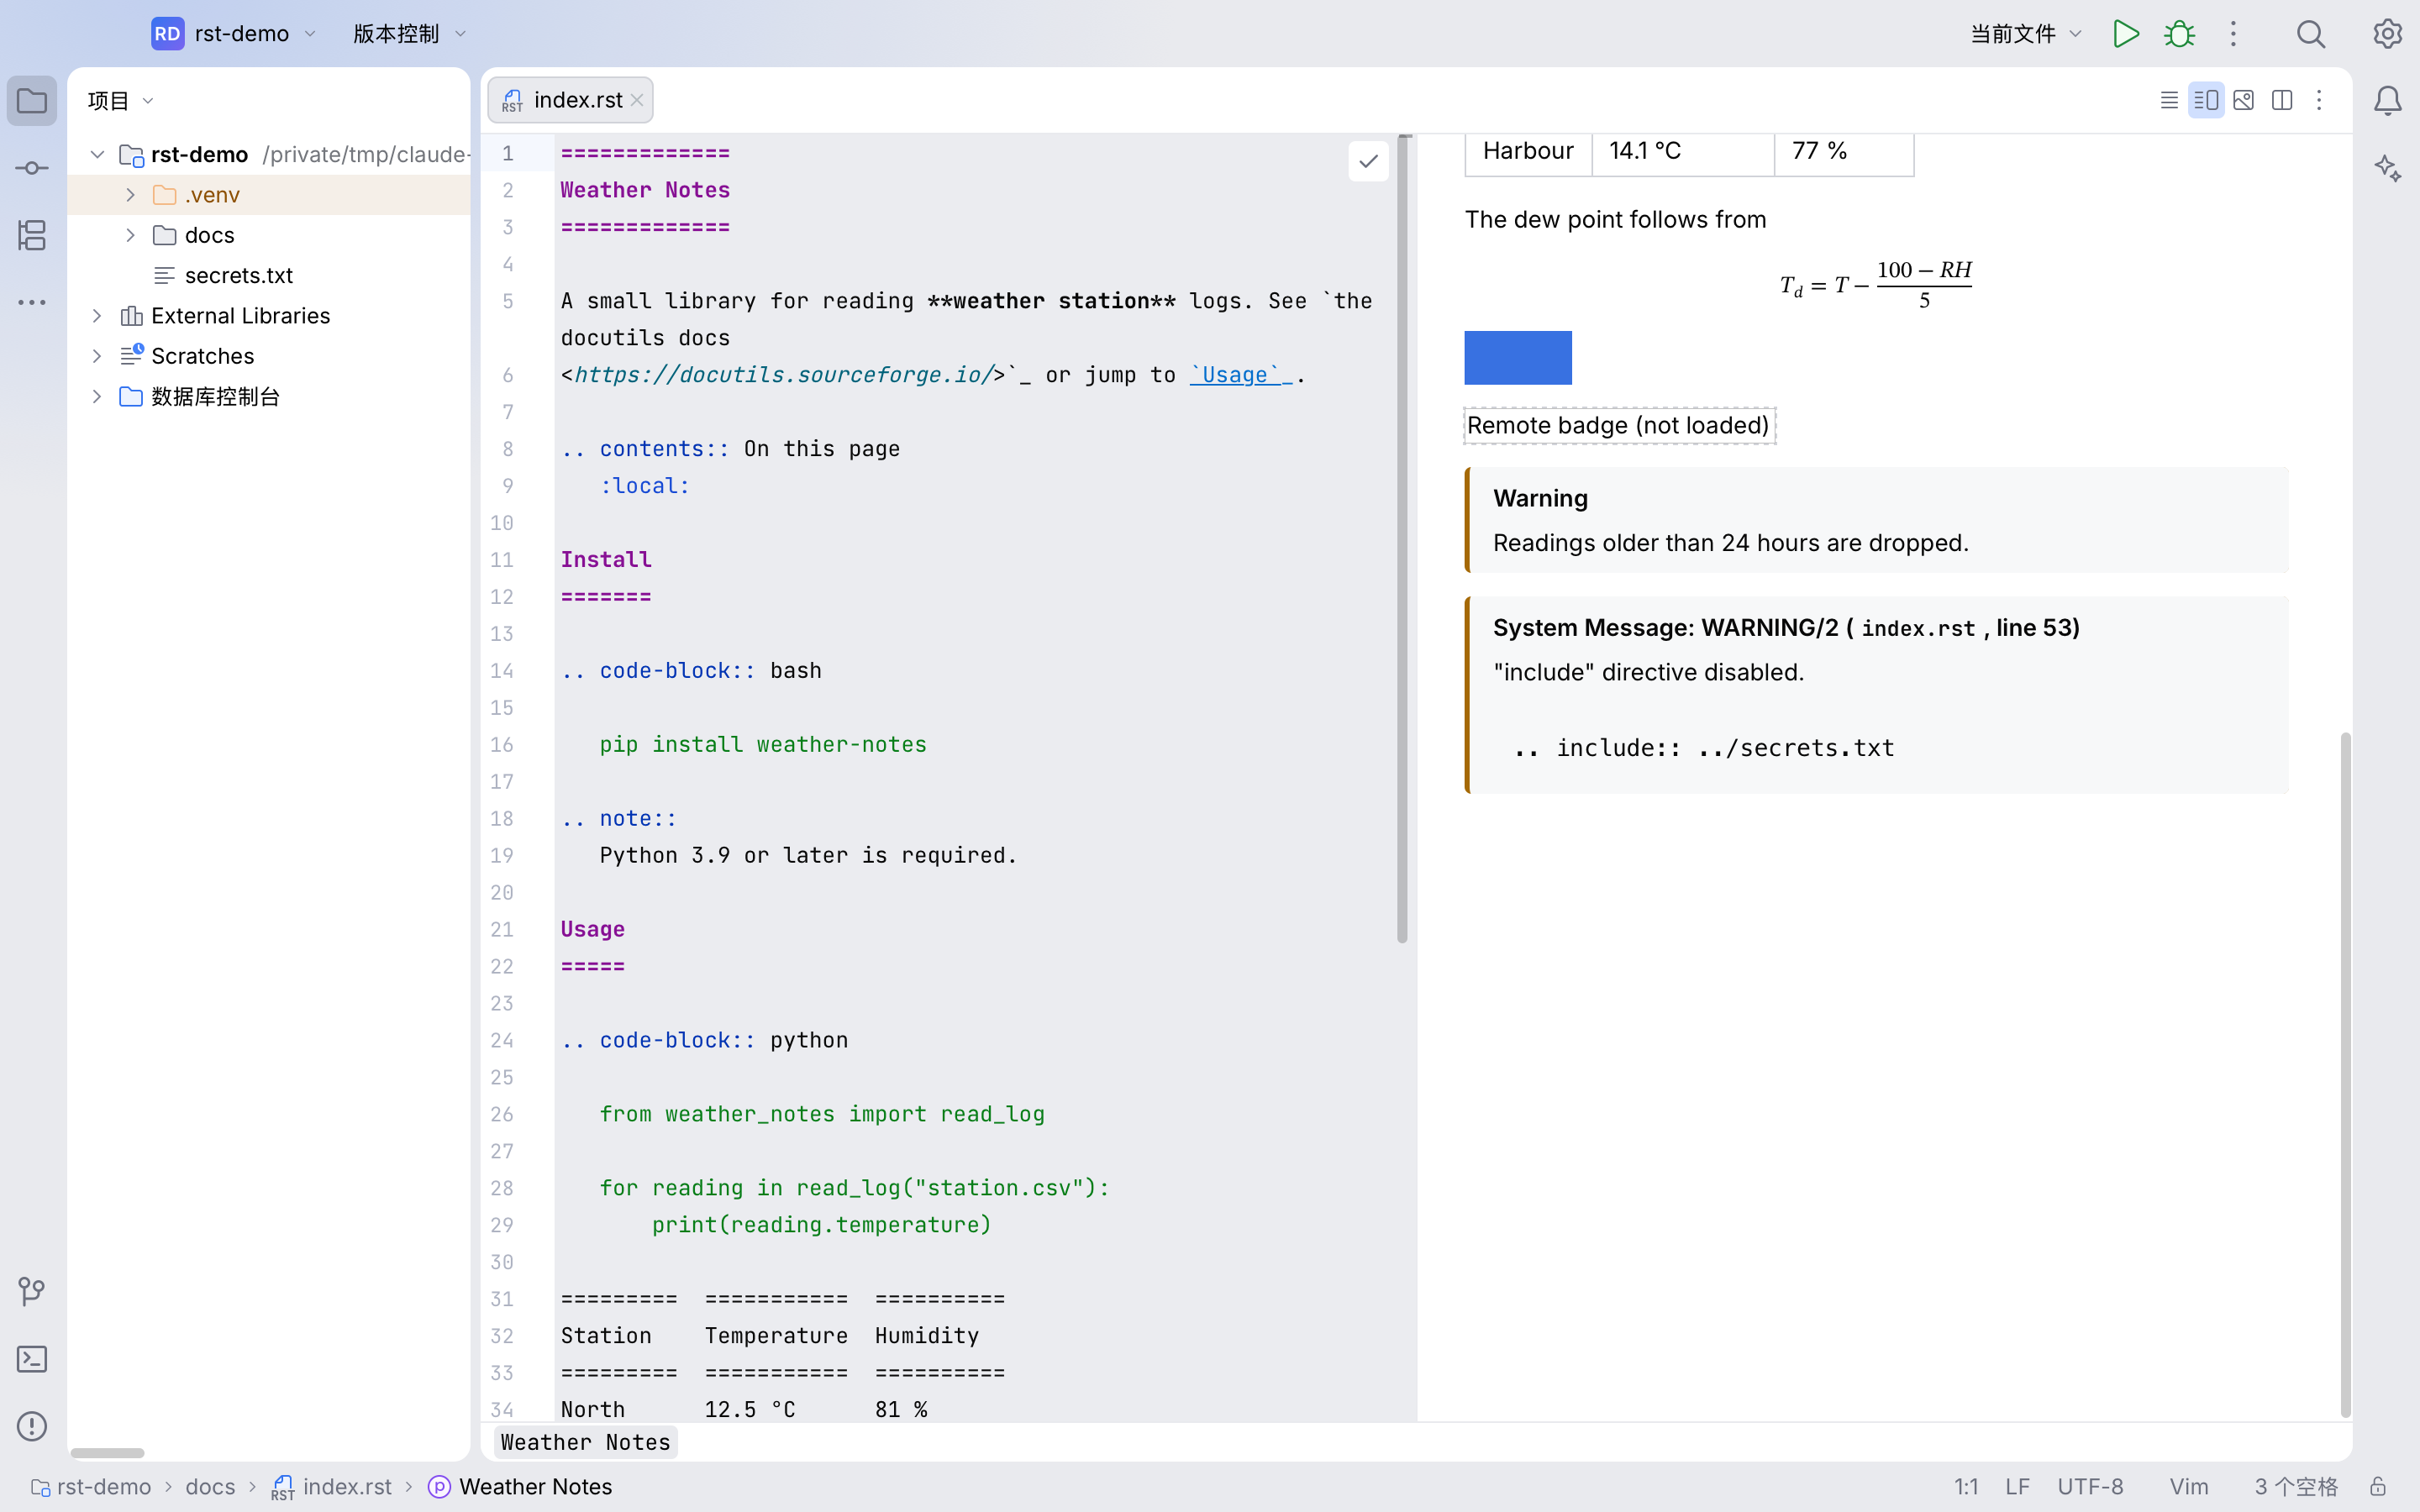 RD rst-demo 版本控制 当前文件
项目
rst-demo /private/tmp/claude-
.venv
docs
secrets.txt
External Libraries
Scratches
数据库控制台
RST index.rst
1 =============
2 Weather Notes
3 =============
4
5 A small library for reading **weather station** logs. See `the
docutils docs
6 <https://docutils.sourceforge.io/>`_ or jump to `Usage`_.
7
8 .. contents:: On this page
9 :local:
10
11 Install
12 =======
13
14 .. code-block:: bash
15
16 pip install weather-notes
17
18 .. note::
19 Python 3.9 or later is required.
20
21 Usage
22 =====
23
24 .. code-block:: python
25
26 from weather_notes import read_log
27
28 for reading in read_log("station.csv"):
29 print(reading.temperature)
30
31 ========= =========== ==========
32 Station Temperature Humidity
33 ========= =========== ==========
34 North 12.5 °C 81 %
Weather Notes
Harbour 14.1 °C 77 %
The dew point follows from
T_d = T − (100 − RH)/5
Remote badge (not loaded)
Warning
Readings older than 24 hours are dropped.
System Message: WARNING/2 ( index.rst , line 53)
"include" directive disabled.
.. include:: ../secrets.txt
rst-demo > docs > RST index.rst > p Weather Notes
1:1 LF UTF-8 Vim 3 个空格